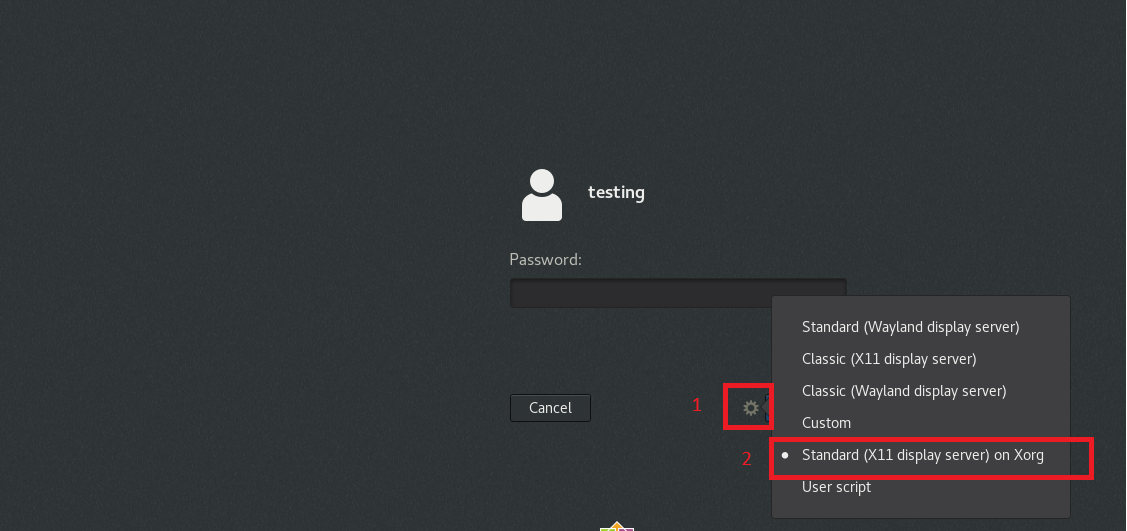 testing
Password:
Standard (Wayland display server)
Classic (X11 display server)
Classic (Wayland display server)
1
Cancel
Custom
2
Standard (X11 display server) on Xorg
User script